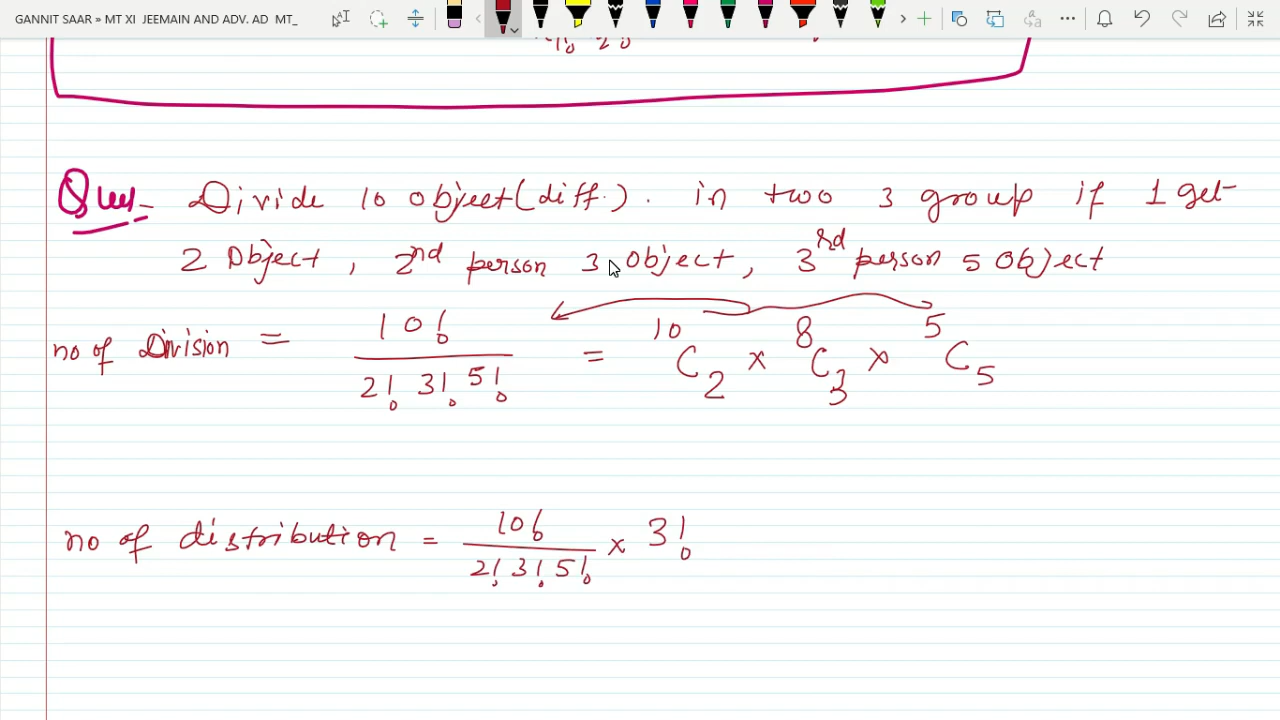 GANNIT SAAR » MT XI JEEMAIN AND ADV. AD MT_
Que- Divide 10 object(diff.). in two 3 group if 1 get
2 Object, 2nd person 3 object, 3rd person 5 object
no of Division = 10! / 2! 3! 5! = 10C2 × 8C3 × 5C5
no of distribution = 10! / 2! 3! 5! × 3!